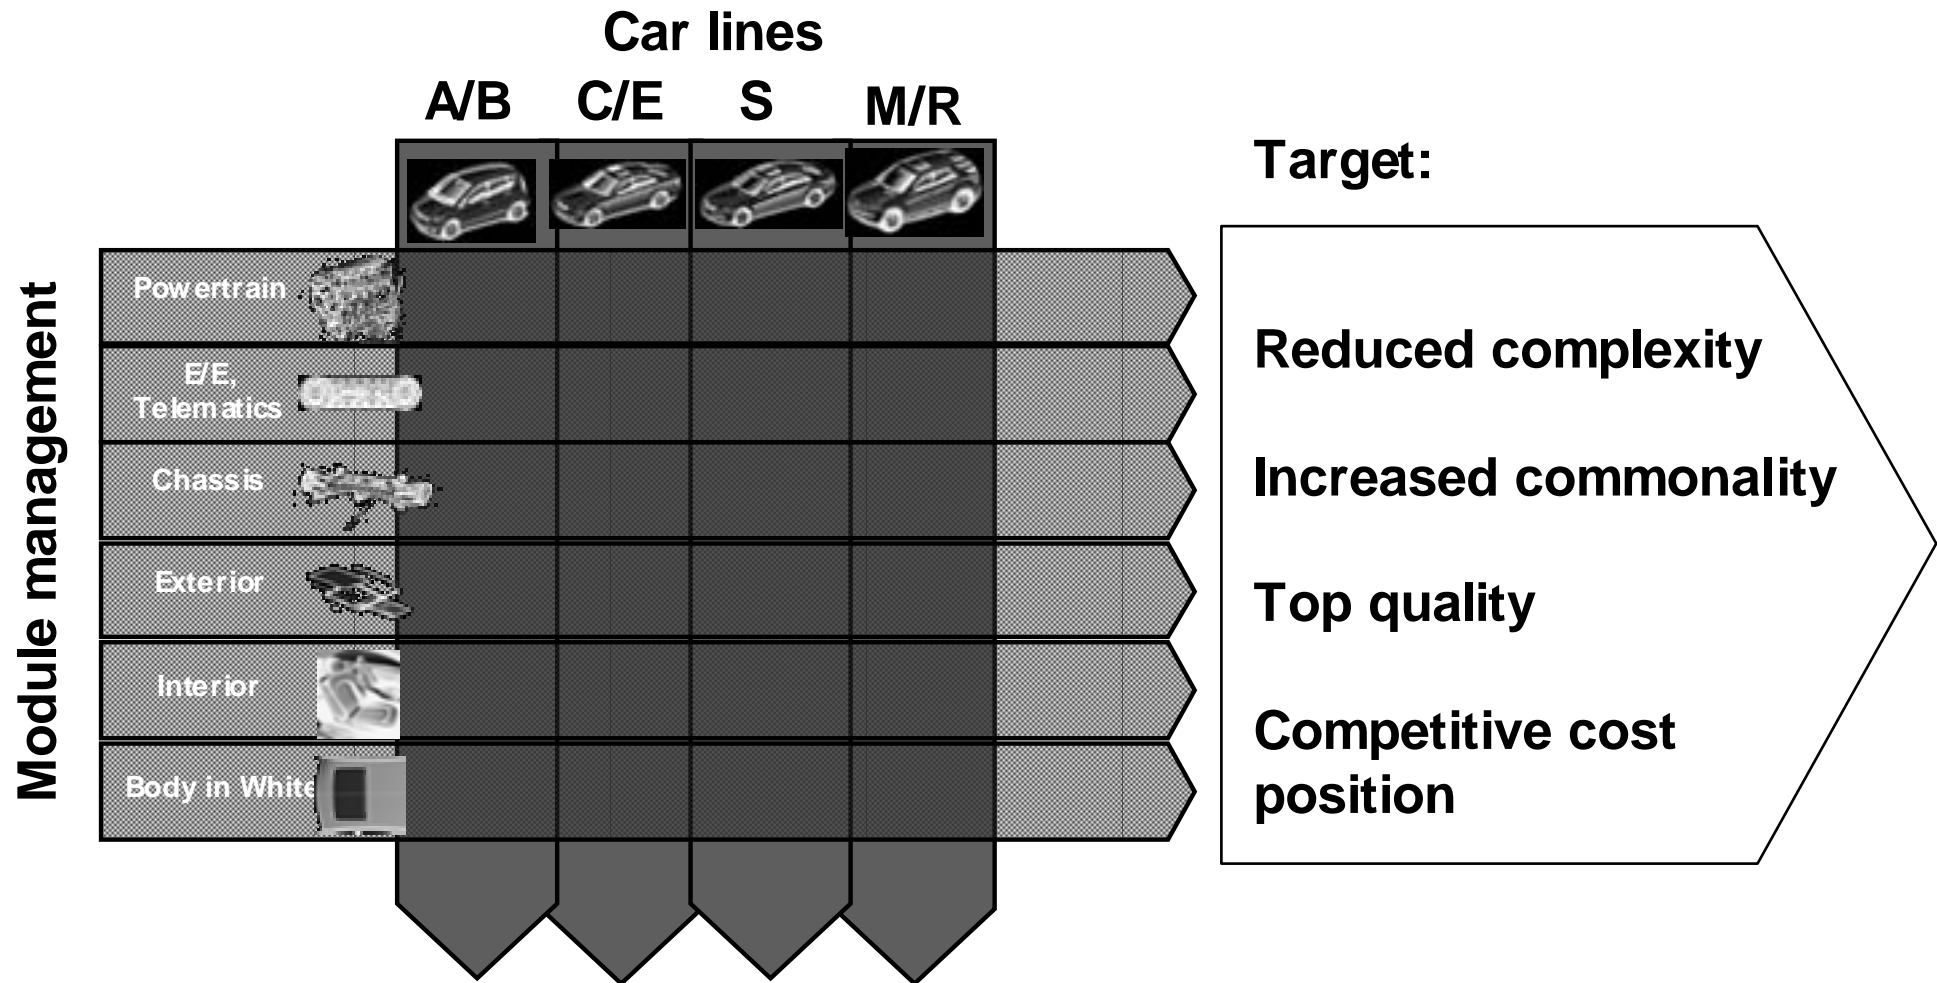 Car lines
A/B
C/E
S
M/R
Target:
Module management
Powertrain
E/E,
Telematics
Chassis
Exterior
Interior
Body in White
Reduced complexity
Increased commonality
Top quality
Competitive cost
position